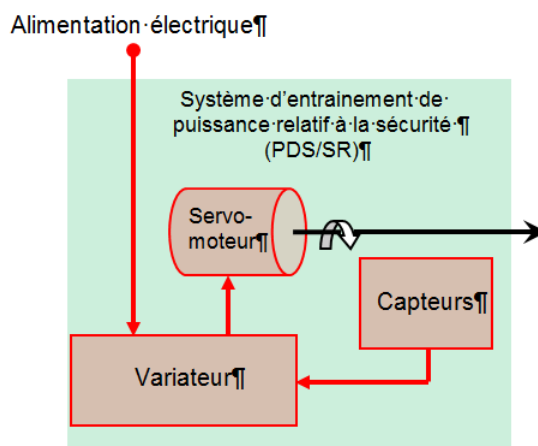 Alimentation·électrique¶
Système·d’entrainement·de·
puissance·relatif·à·la·sécurité·¶
(PDS/SR)¶
Servo-
moteur¶
Capteurs¶
Variateur¶